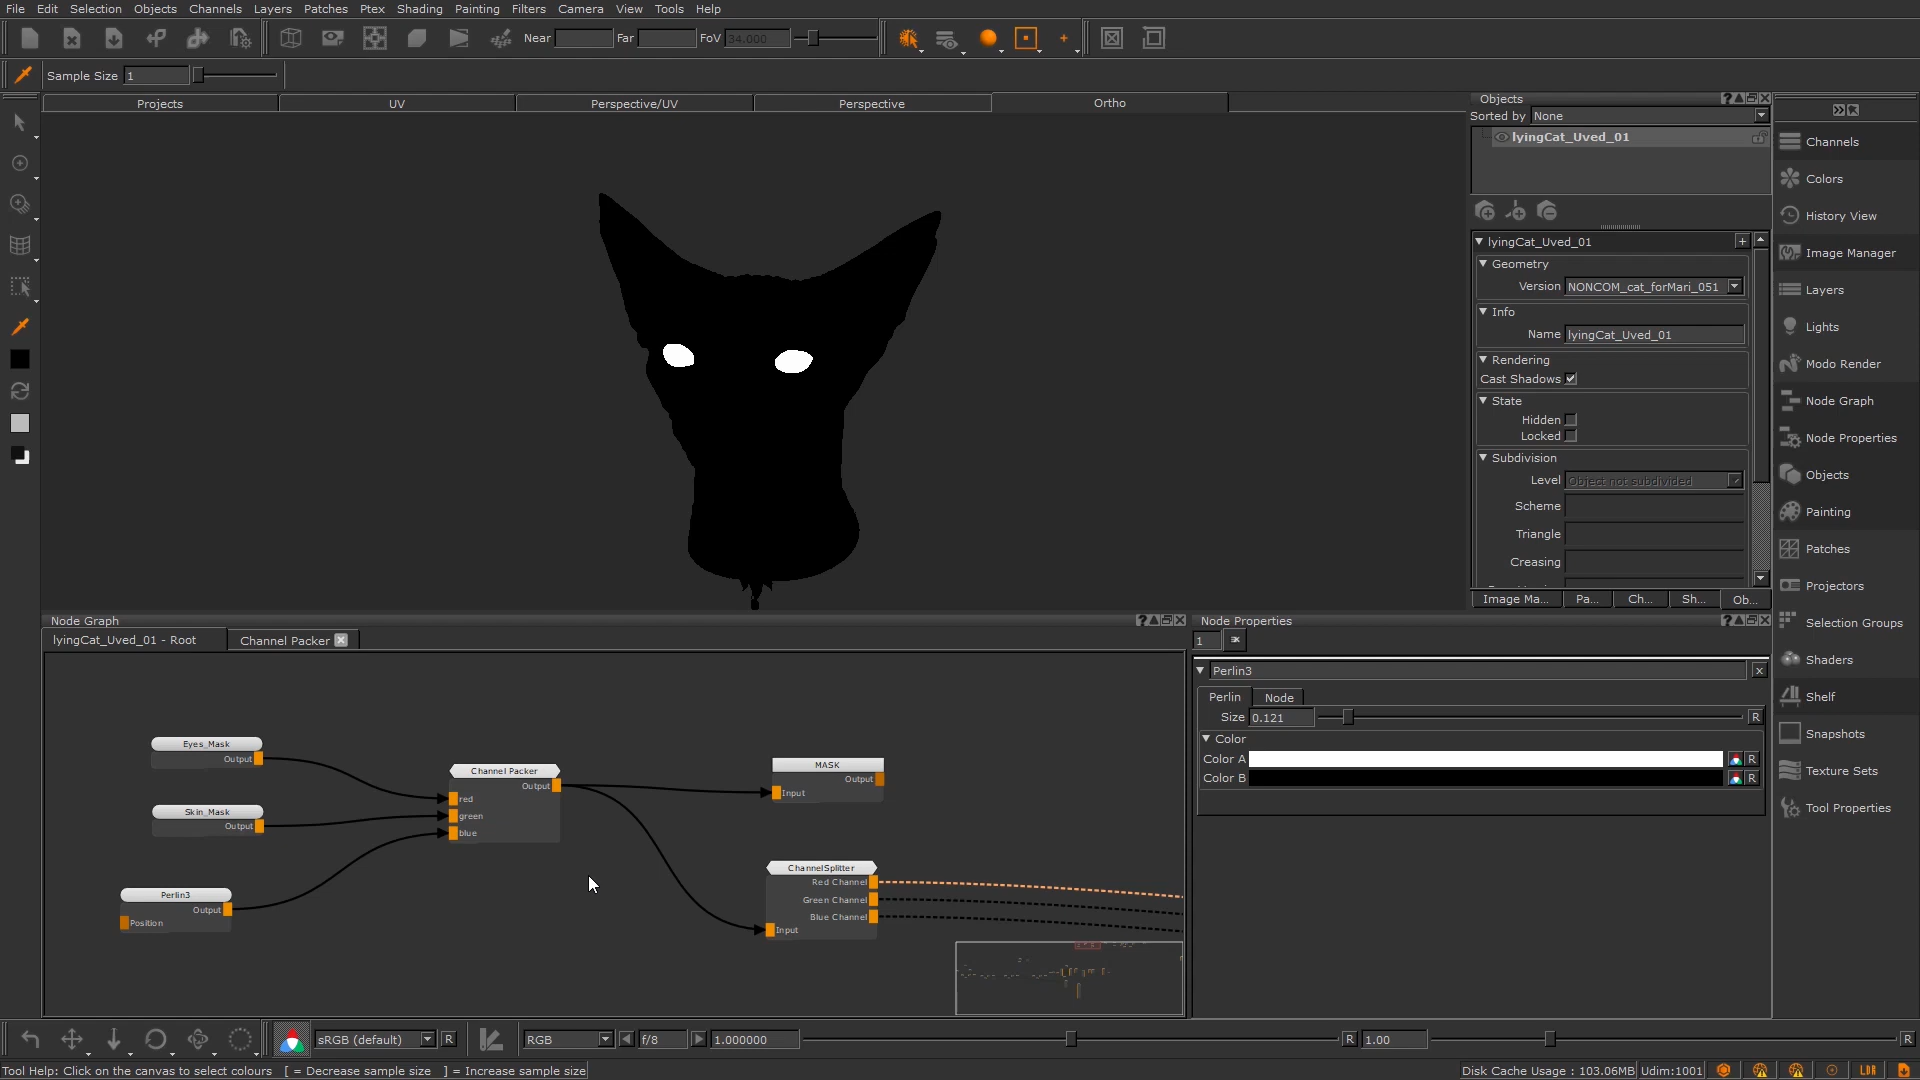 File Edit Selection Objects Channels Layers Patches Ptex Shading Painting Filters Camera View Tools Help
Near Far FoV 34.000
Sample Size 1
Projects UV Perspective/UV Perspective Ortho
Objects
Sorted by None
lyingCat_Uved_01
lyingCat_Uved_01
Geometry
Version NONCOM_cat_forMari_051
Info
Name lyingCat_Uved_01
Rendering
Cast Shadows
State
Hidden
Locked
Subdivision
Level Object not subdivided
Scheme
Triangle
Creasing
Image Ma... Pa... Ch... Sh... Ob...
Channels
Colors
History View
Image Manager
Layers
Lights
Modo Render
Node Graph
Node Properties
Objects
Painting
Patches
Projectors
Selection Groups
Shaders
Shelf
Snapshots
Texture Sets
Tool Properties
Node Graph
lyingCat_Uved_01 - Root Channel Packer
Eyes_Mask
Output
Skin_Mask
Output
Perlin3
Output
Position
Channel Packer
Output
red
green
blue
MASK
Output
Input
ChannelSplitter
Red Channel
Green Channel
Blue Channel
Input
Node Properties
1
Perlin3
Perlin Node
Size 0.121 R
Color
Color A R
Color B R
sRGB (default) R RGB f/8 1.000000 R 1.00 R
Tool Help: Click on the canvas to select colours [ = Decrease sample size ] = Increase sample size
Disk Cache Usage : 103.06MB Udim:1001 LDR